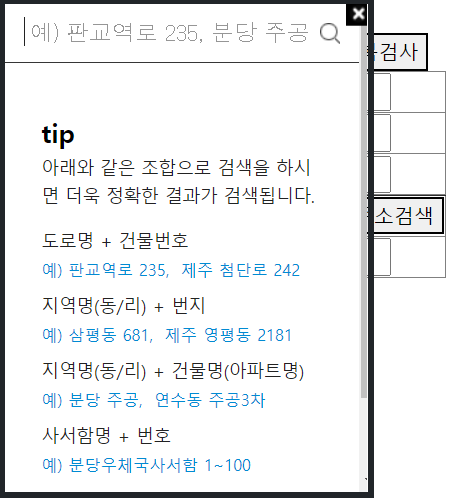 예) 판교역로 235, 분당 주공
검사
tip
아래와 같은 조합으로 검색을 하시
면 더욱 정확한 결과가 검색됩니다.
소검색
도로명 + 건물번호
예) 판교역로 235, 제주 첨단로 242
지역명(동/리) + 번지
예) 삼평동 681, 제주 영평동 2181
지역명(동/리) + 건물명(아파트명)
예) 분당 주공, 연수동 주공3차
사서함명 + 번호
예) 분당우체국사서함 1~100